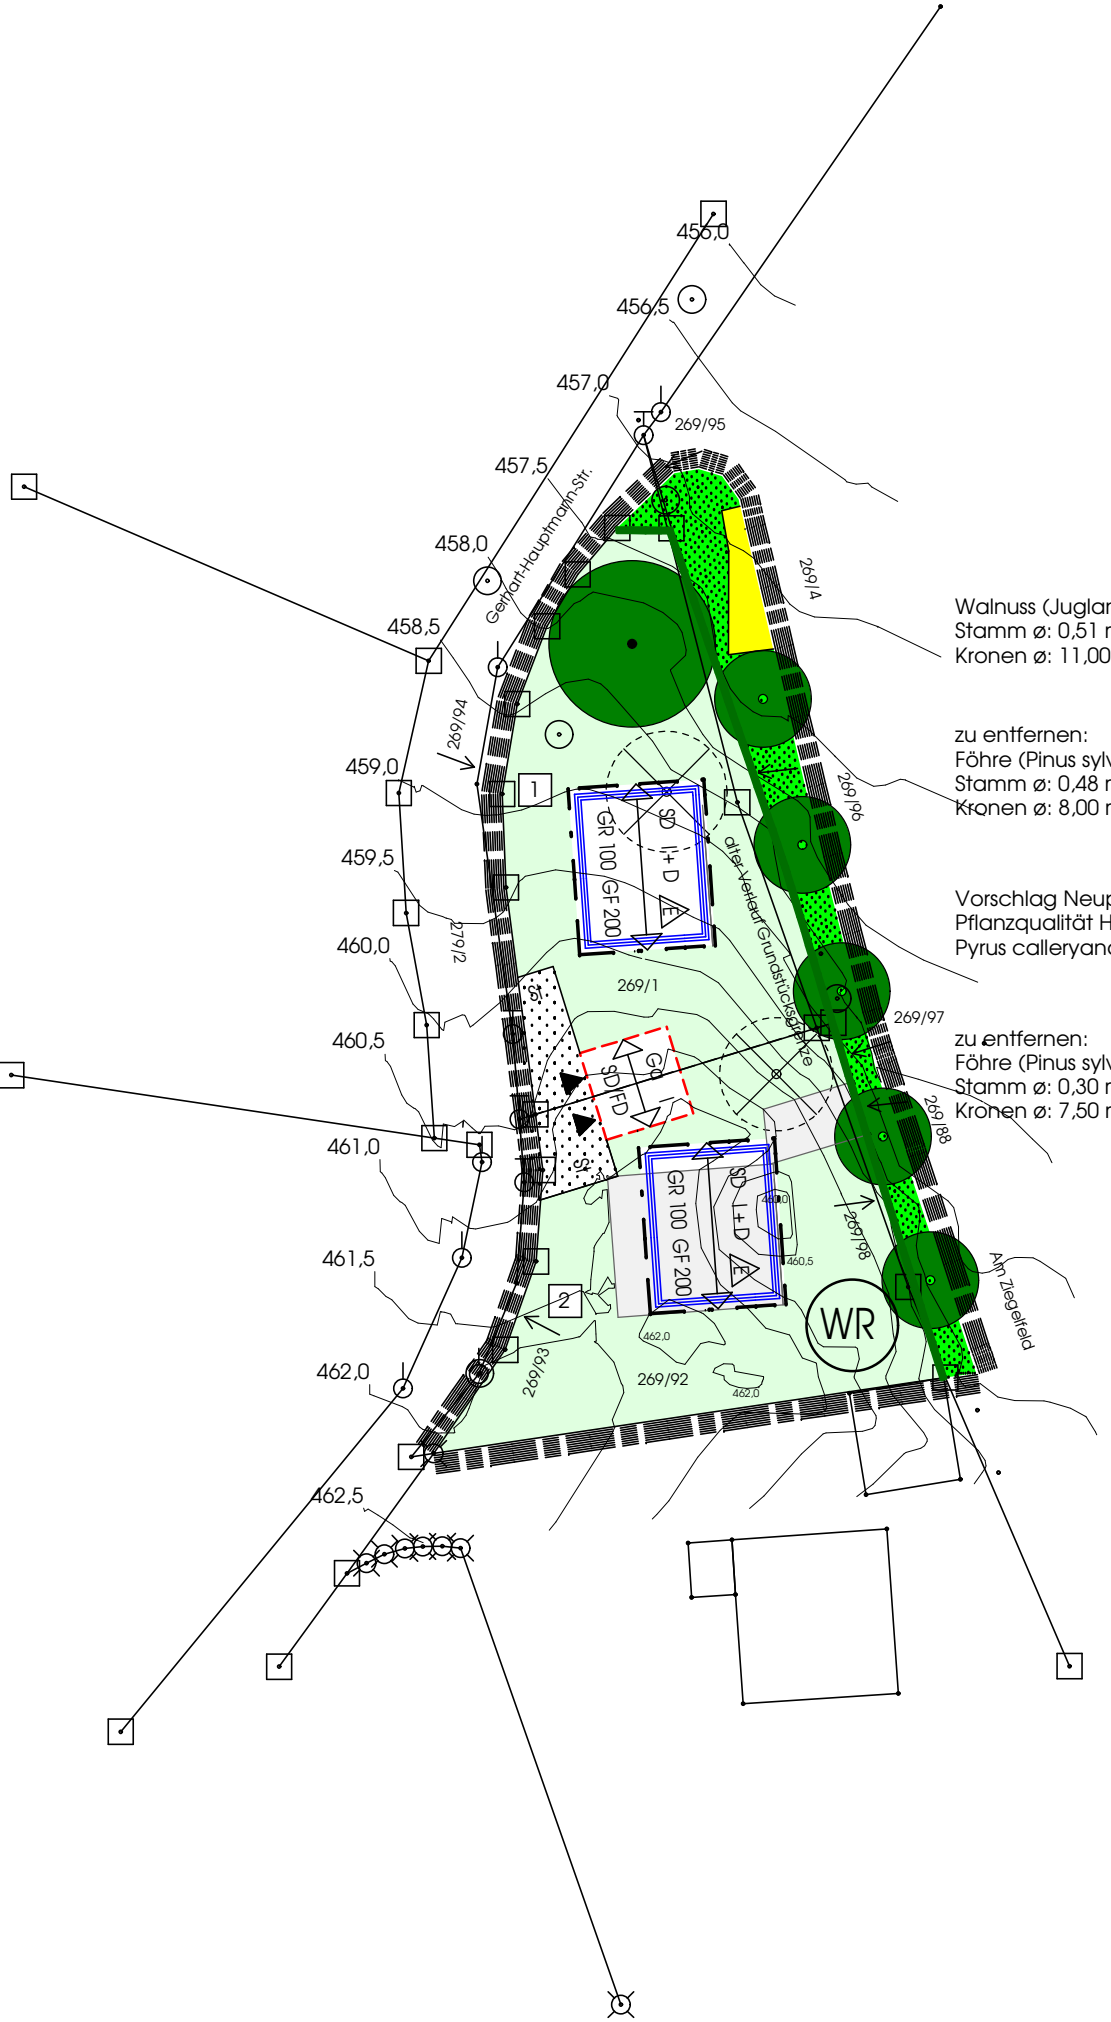 456,0
456,5
457,0
269/95
457,5
Gerhart-Hauptmann-Str.
458,0
269/4
Walnuss (Juglar
Stamm ø: 0,51 m
Kronen ø: 11,00
458,5
269/94
zu entfernen:
Föhre (Pinus sylv
Stamm ø: 0,48 m
Kronen ø: 8,00 m
459,0
1
269/96
SD I+D
GR 100 GF 200
E
alter Verlauf Grundstücksgrenze
459,5
279/2
Vorschlag Neup
Pflanzqualität H
Pyrus calleryana
460,0
269/1
St
269/97
460,5
Ga I
SD/FD
zu entfernen:
Föhre (Pinus sylv
Stamm ø: 0,30 m
Kronen ø: 7,50 m
269/88
461,0
St
SD I+D
GR 100 GF 200
E
460,0
269/98
461,5
460,5
Am Ziegelfeld
2
WR
462,0
269/93
462,0
269/92
462,0
462,5